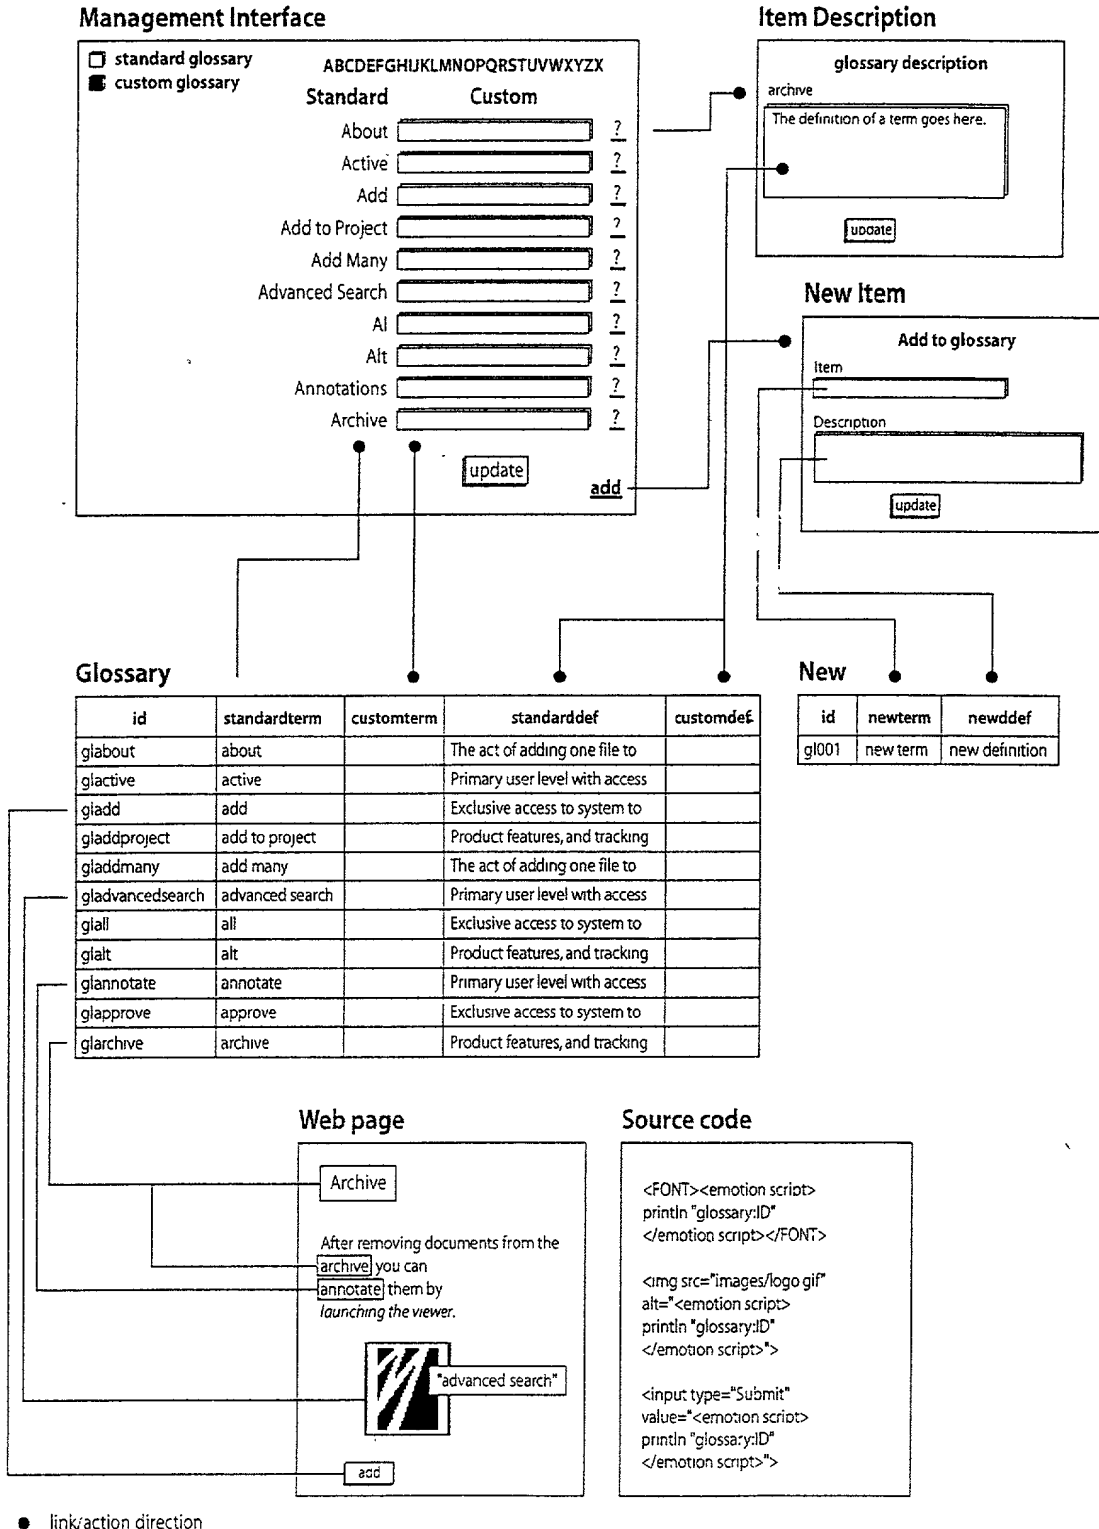 Management Interface
standard glossary
custom glossary
ABCDEFGHIJKLMNOPQRSTUVWXYZX
Standard Custom
About ?
Active ?
Add ?
Add to Project ?
Add Many ?
Advanced Search ?
Al ?
Alt ?
Annotations ?
Archive ?
update
add
Item Description
glossary description
archive
The definition of a term goes here.
update
New Item
Add to glossary
Item
Description
update
Glossary
id standardterm customterm standarddef customdef
glabout about The act of adding one file to
glactive active Primary user level with access
gladd add Exclusive access to system to
gladdproject add to project Product features, and tracking
gladdmany add many The act of adding one file to
gladvancedsearch advanced search Primary user level with access
glall all Exclusive access to system to
glalt alt Product features, and tracking
glannotate annotate Primary user level with access
glapprove approve Exclusive access to system to
glarchive archive Product features, and tracking
New
id newterm newddef
gl001 new term new definition
Web page
Archive
After removing documents from the
archive you can
annotate them by
launching the viewer.
"advanced search"
add
Source code
<FONT><emotion script>
println "glossary:ID"
</emotion script></FONT>
<img src="images/logo gif"
alt="<emotion script>
println "glossary:ID"
</emotion script>">
<input type="Submit"
value="<emotion script>
println "glossary:ID"
</emotion script>">
link/action direction